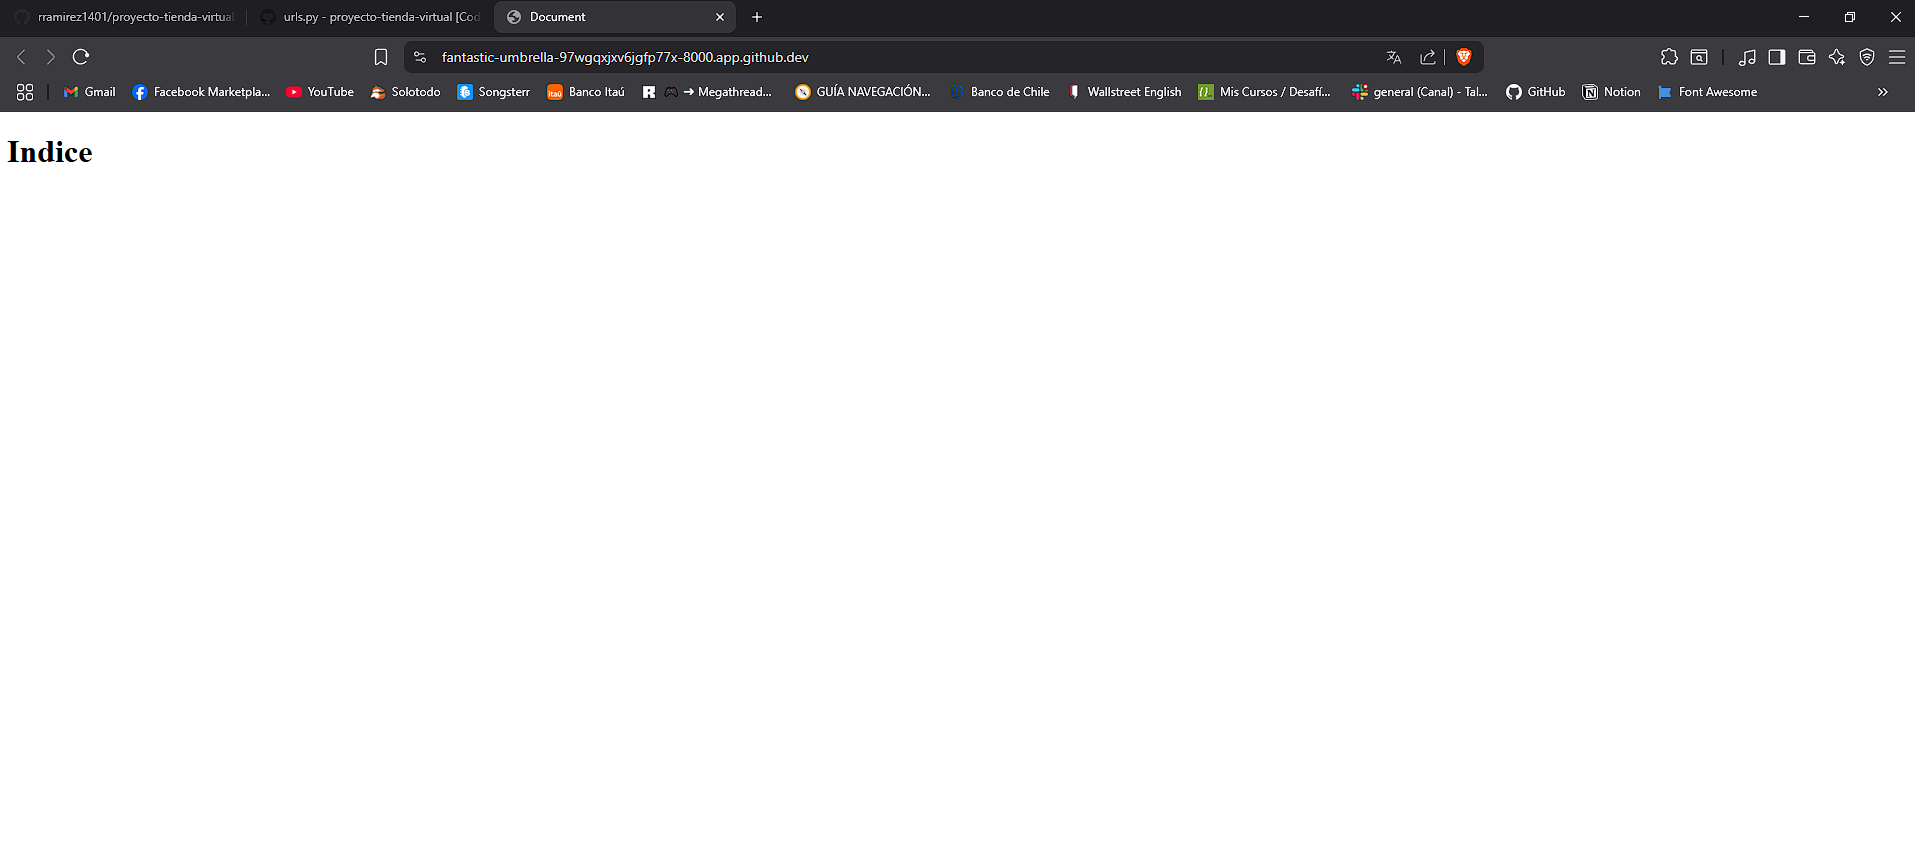 rramirez1401/proyecto-tienda-virtual
urls.py - proyecto-tienda-virtual [Cod
Document
fantastic-umbrella-97wgqxjxv6jgfp77x-8000.app.github.dev
Gmail
Facebook Marketpla...
YouTube
Solotodo
Songsterr
Banco Itaú
➜ Megathread...
GUÍA NAVEGACIÓN...
Banco de Chile
Wallstreet English
Mis Cursos / Desafí...
general (Canal) - Tal...
GitHub
Notion
Font Awesome
Indice